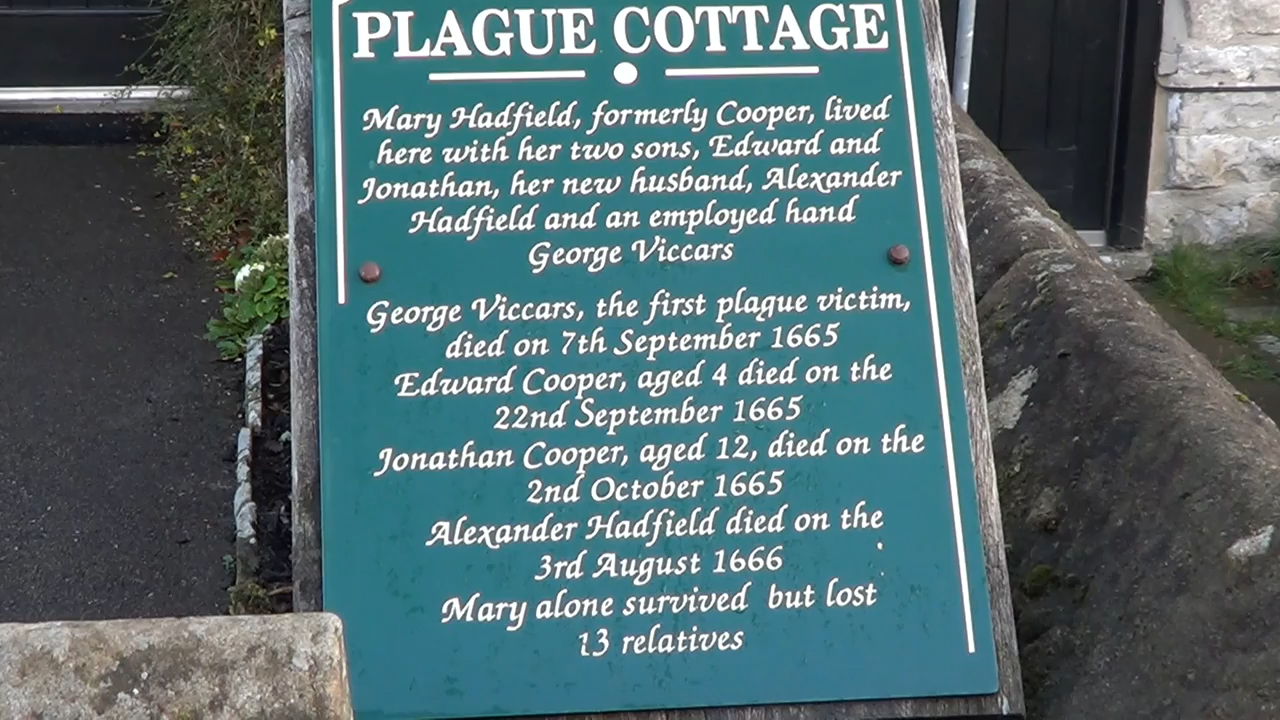 PLAGUE COTTAGE
Mary Hadfield, formerly Cooper, lived
here with her two sons, Edward and
Jonathan, her new husband, Alexander
Hadfield and an employed hand
George Viccars
George Viccars, the first plague victim,
died on 7th September 1665
Edward Cooper, aged 4 died on the
22nd September 1665
Jonathan Cooper, aged 12, died on the
2nd October 1665
Alexander Hadfield died on the
3rd August 1666
Mary alone survived but lost
13 relatives